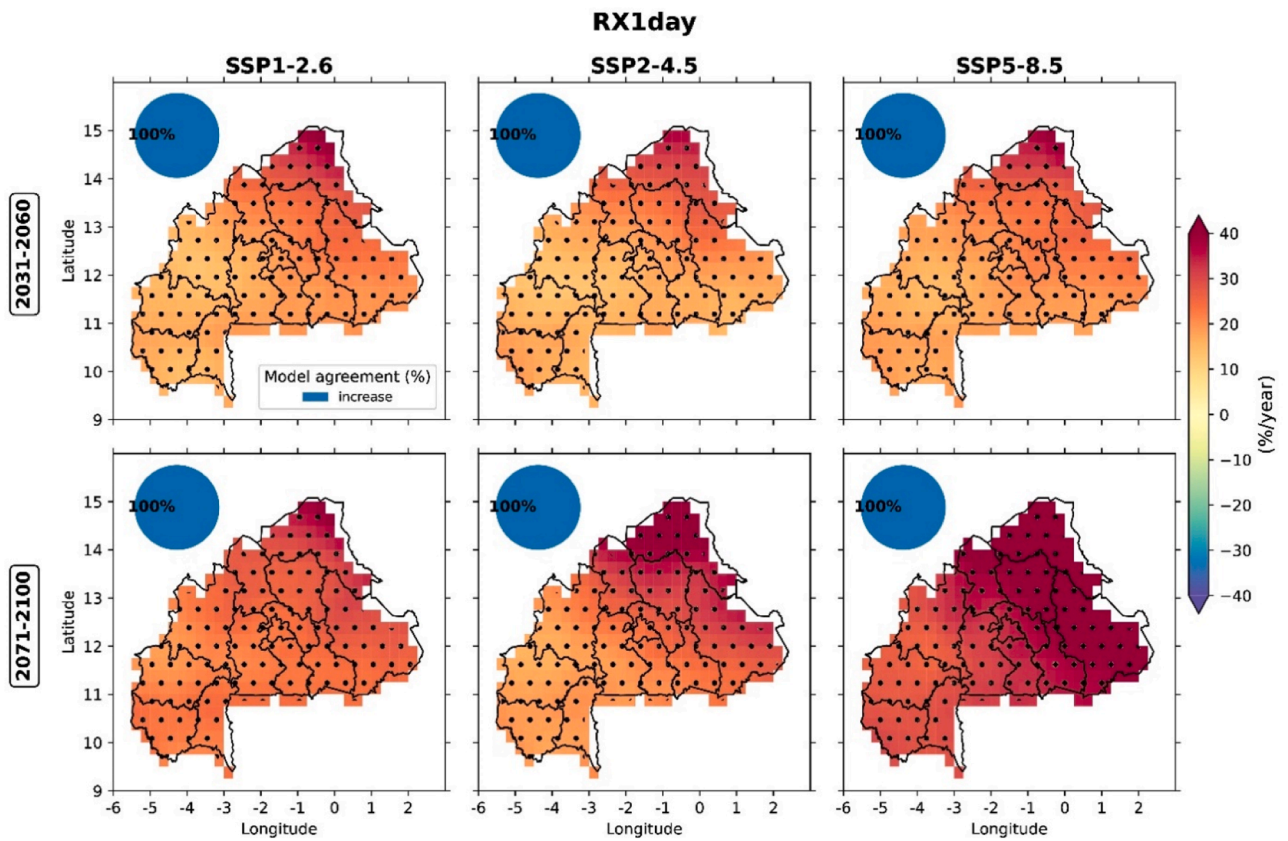 RX1day
SSP1-2.6 SSP2-4.5 SSP5-8.5
2031-2060
Latitude
15
14
13
12
11
10
9
100%
100%
100%
Model agreement (%)
increase
2071-2100
Latitude
15
14
13
12
11
10
9
100%
100%
100%
-6 -5 -4 -3 -2 -1 0 1 2
Longitude
-6 -5 -4 -3 -2 -1 0 1 2
Longitude
-6 -5 -4 -3 -2 -1 0 1 2
Longitude
40
30
20
10
0
−10
−20
−30
−40
(%/year)